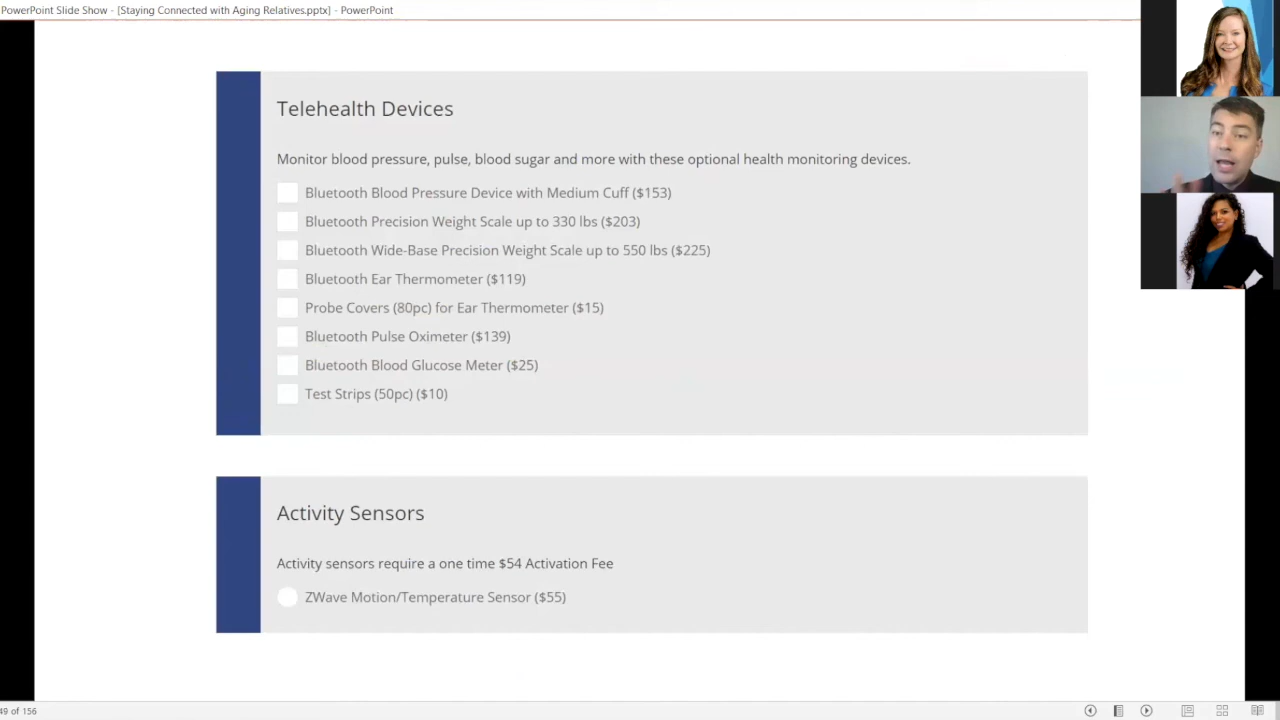 PowerPoint Slide Show - [Staying Connected with Aging Relatives.pptx] - PowerPoint
Telehealth Devices
Monitor blood pressure, pulse, blood sugar and more with these optional health monitoring devices.
Bluetooth Blood Pressure Device with Medium Cuff ($153)
Bluetooth Precision Weight Scale up to 330 lbs ($203)
Bluetooth Wide-Base Precision Weight Scale up to 550 lbs ($225)
Bluetooth Ear Thermometer ($119)
Probe Covers (80pc) for Ear Thermometer ($15)
Bluetooth Pulse Oximeter ($139)
Bluetooth Blood Glucose Meter ($25)
Test Strips (50pc) ($10)
Activity Sensors
Activity sensors require a one time $54 Activation Fee
ZWave Motion/Temperature Sensor ($55)
49 of 156